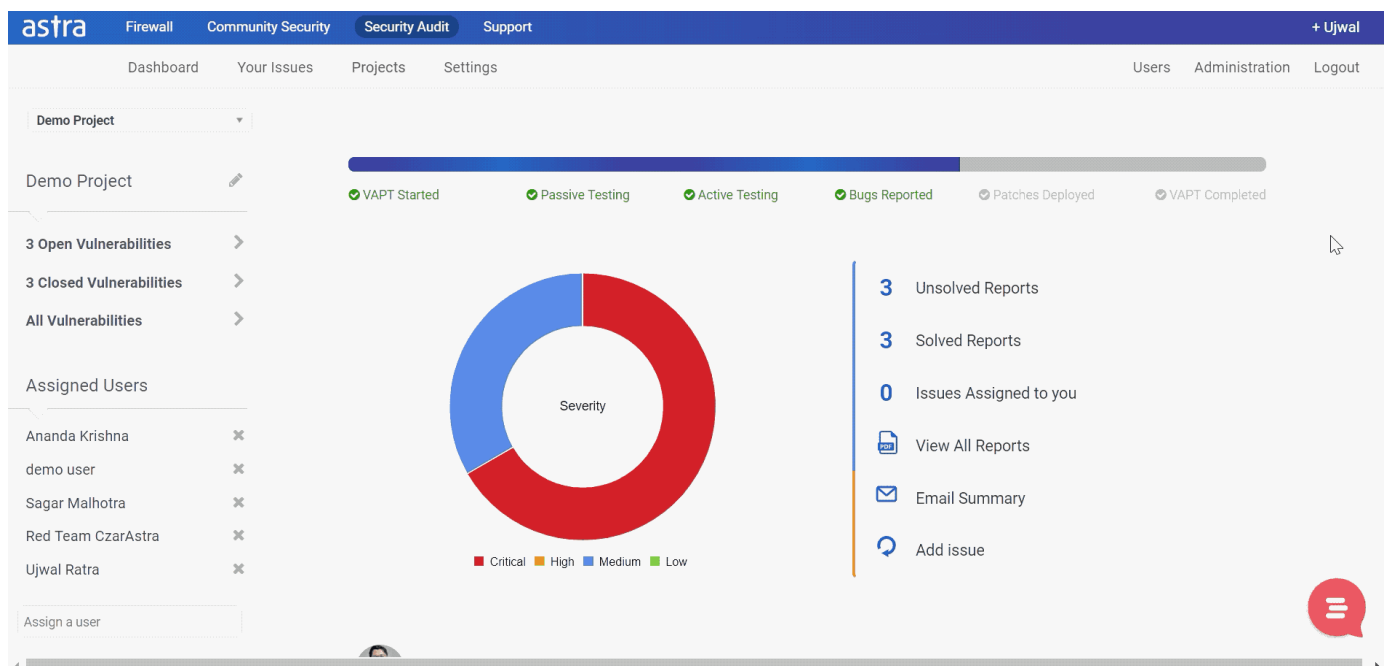 astra Firewall Community Security Security Audit Support + Ujwal
Dashboard Your Issues Projects Settings Users Administration Logout
Demo Project
Demo Project
3 Open Vulnerabilities
3 Closed Vulnerabilities
All Vulnerabilities
Assigned Users
Ananda Krishna
demo user
Sagar Malhotra
Red Team CzarAstra
Ujwal Ratra
Assign a user
VAPT Started Passive Testing Active Testing Bugs Reported Patches Deployed VAPT Completed
Severity
Critical High Medium Low
3 Unsolved Reports
3 Solved Reports
0 Issues Assigned to you
PDF View All Reports
Email Summary
Add issue